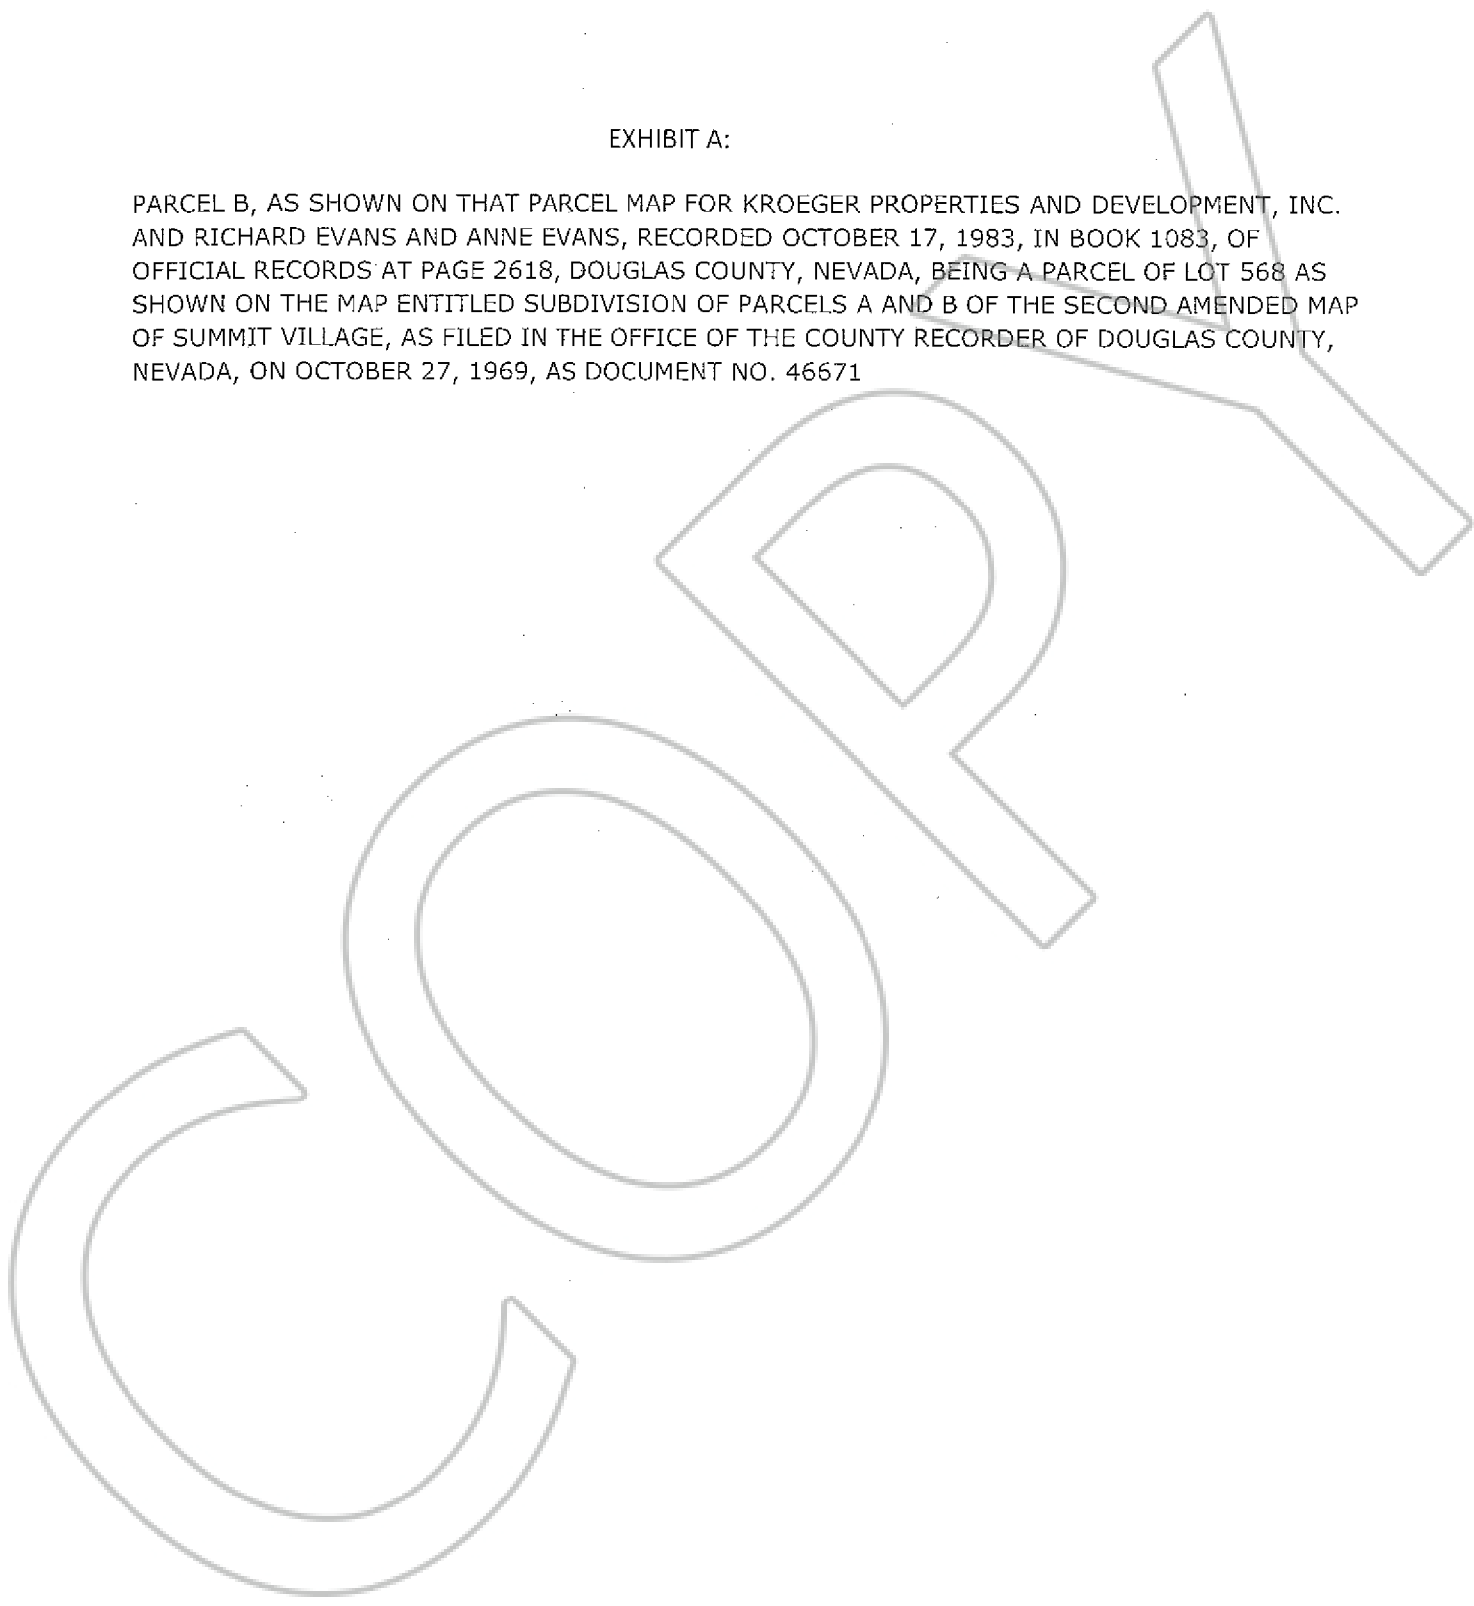 EXHIBIT A:
PARCEL B, AS SHOWN ON THAT PARCEL MAP FOR KROEGER PROPERTIES AND DEVELOPMENT, INC.
AND RICHARD EVANS AND ANNE EVANS, RECORDED OCTOBER 17, 1983, IN BOOK 1083, OF
OFFICIAL RECORDS AT PAGE 2618, DOUGLAS COUNTY, NEVADA, BEING A PARCEL OF LOT 568 AS
SHOWN ON THE MAP ENTITLED SUBDIVISION OF PARCELS A AND B OF THE SECOND AMENDED MAP
OF SUMMIT VILLAGE, AS FILED IN THE OFFICE OF THE COUNTY RECORDER OF DOUGLAS COUNTY,
NEVADA, ON OCTOBER 27, 1969, AS DOCUMENT NO. 46671
COPY